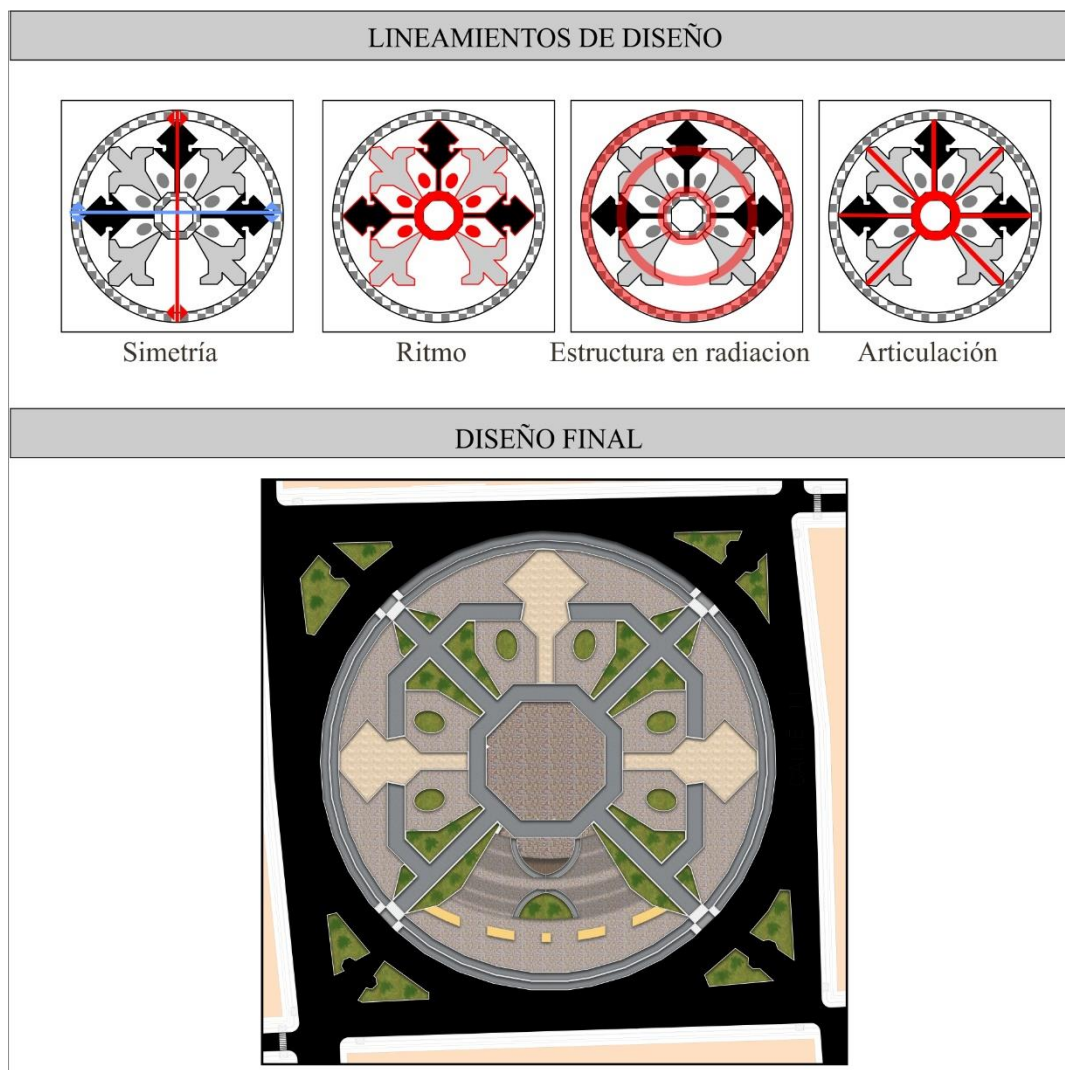 LINEAMIENTOS DE DISEÑO
Simetría
Ritmo
Estructura en radiacion
Articulación
DISEÑO FINAL